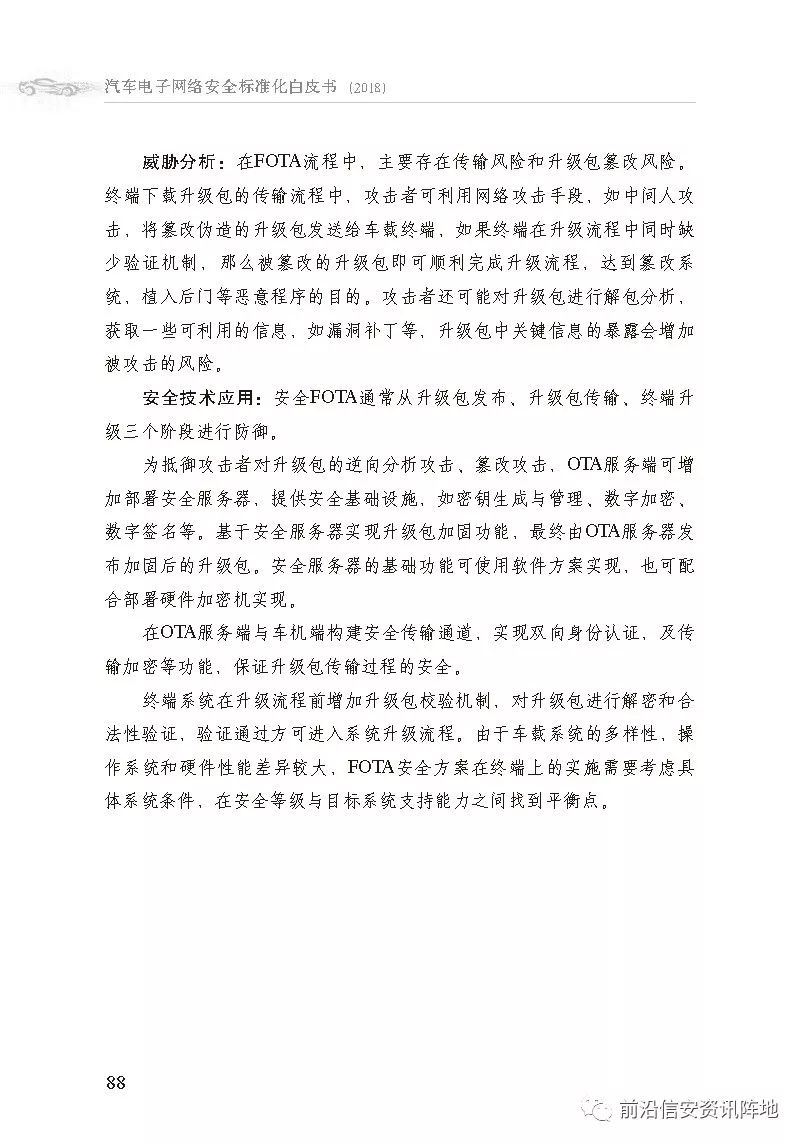 汽车电子网络安全标准化白皮书 (2018)
威胁分析：在FOTA流程中，主要存在传输风险和升级包篡改风险。
终端下载升级包的传输流程中，攻击者可利用网络攻击手段，如中间人攻
击，将篡改伪造的升级包发送给车载终端，如果终端在升级流程中同时缺
少验证机制，那么被篡改的升级包即可顺利完成升级流程，达到篡改系
统，植入后门等恶意程序的目的。攻击者还可能对升级包进行解包分析，
获取一些可利用的信息，如漏洞补丁等，升级包中关键信息的暴露会增加
被攻击的风险。
安全技术应用：安全FOTA通常从升级包发布、升级包传输、终端升
级三个阶段进行防御。
为抵御攻击者对升级包的逆向分析攻击、篡改攻击，OTA服务端可增
加部署安全服务器，提供安全基础设施，如密钥生成与管理、数字加密、
数字签名等。基于安全服务器实现升级包加固功能，最终由OTA服务器发
布加固后的升级包。安全服务器的基础功能可使用软件方案实现，也可配
合部署硬件加密机实现。
在OTA服务端与车机端构建安全传输通道，实现双向身份认证，及传
输加密等功能，保证升级包传输过程的安全。
终端系统在升级流程前增加升级包校验机制，对升级包进行解密和合
法性验证，验证通过方可进入系统升级流程。由于车载系统的多样性，操
作系统和硬件性能差异较大，FOTA安全方案在终端上的实施需要考虑具
体系统条件，在安全等级与目标系统支持能力之间找到平衡点。
88
前沿信安资讯阵地